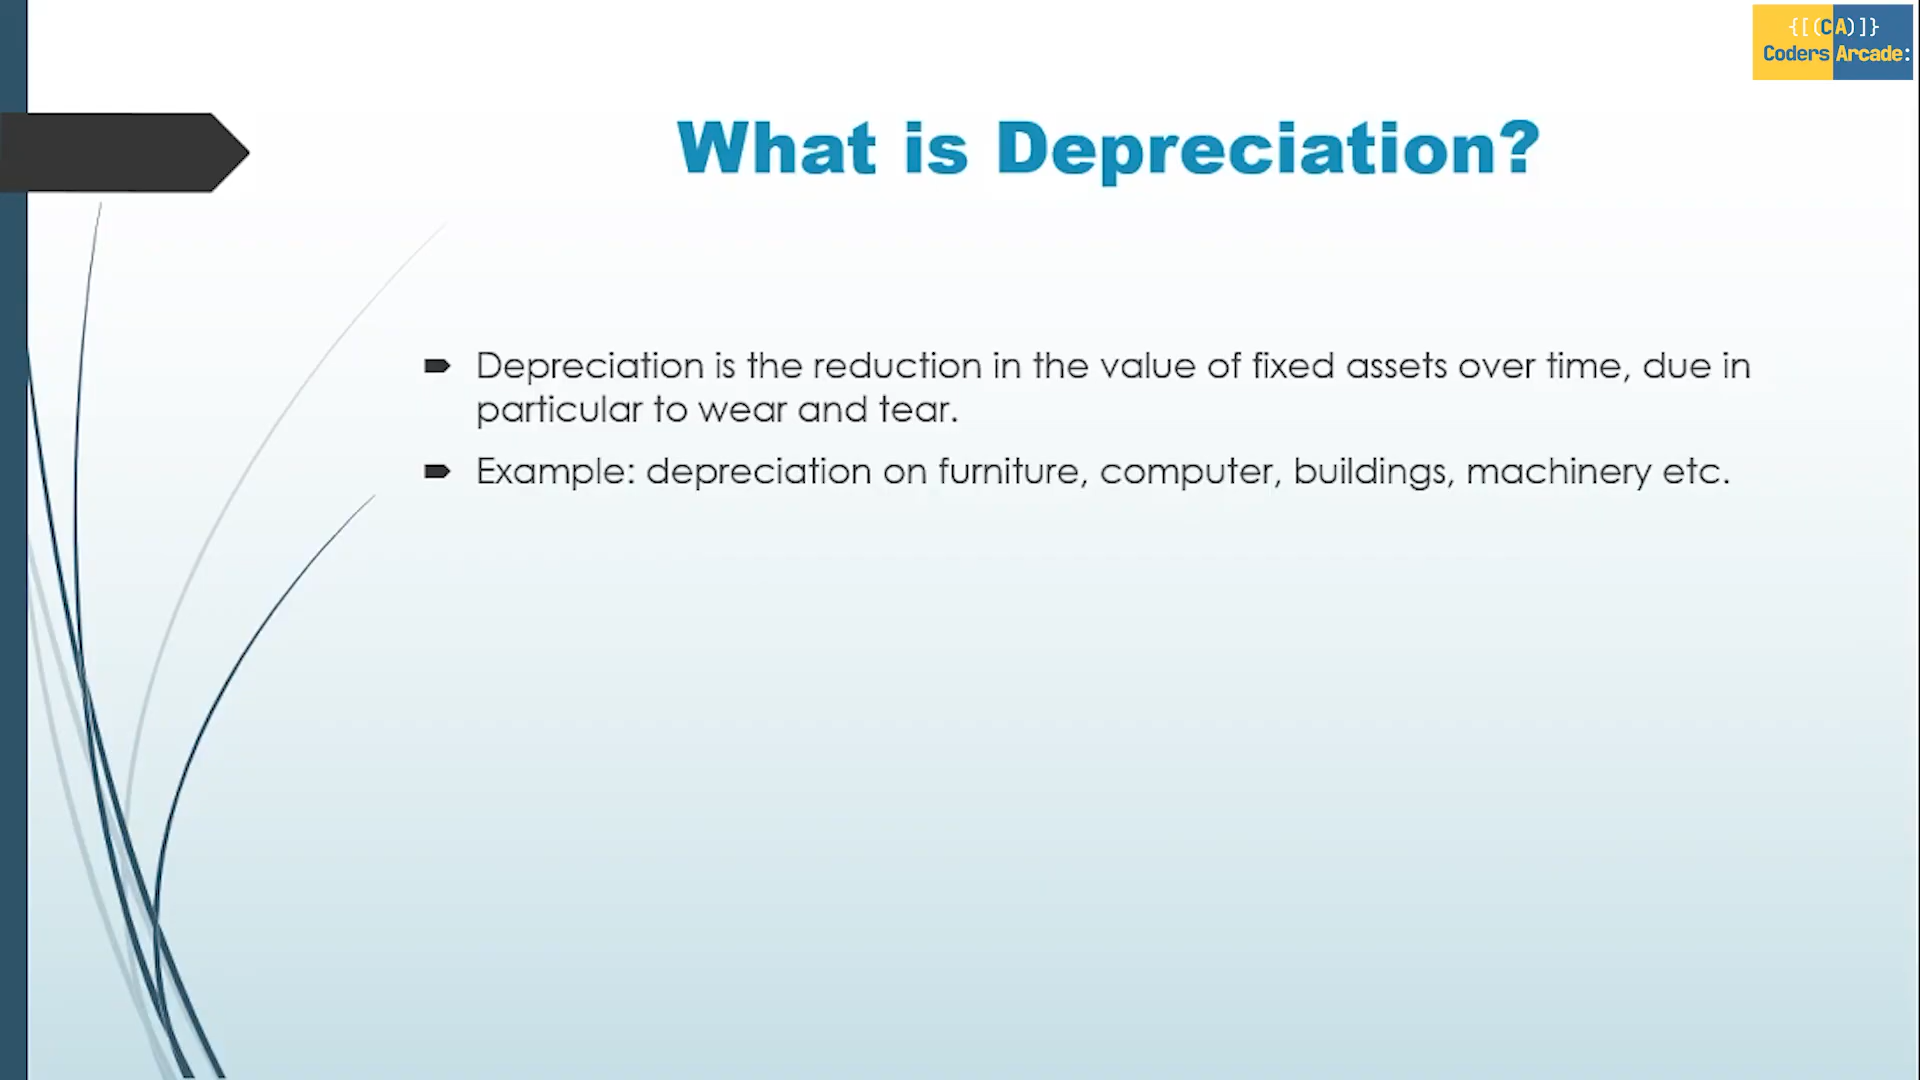 {[(CA)]}
Coders Arcade:
What is Depreciation?
Depreciation is the reduction in the value of fixed assets over time, due in
particular to wear and tear.
Example: depreciation on furniture, computer, buildings, machinery etc.